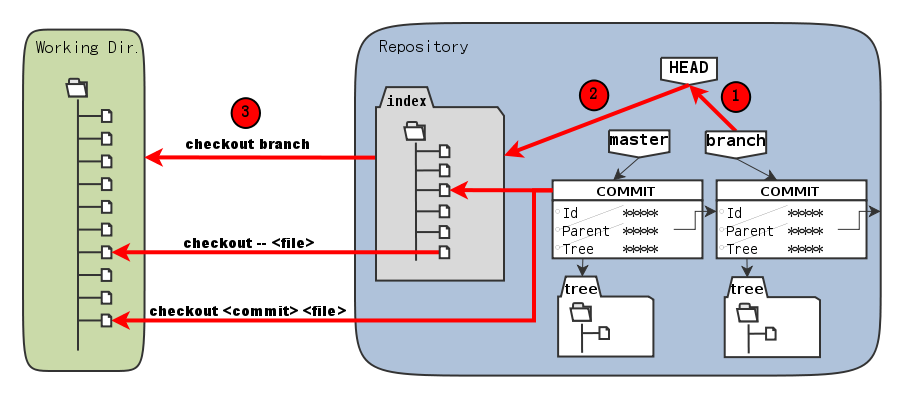 Working Dir.
Repository
HEAD
1
2
3
index
master
branch
checkout branch
checkout -- <file>
checkout <commit> <file>
COMMIT
Id *****
Parent *****
Tree *****
COMMIT
Id *****
Parent *****
Tree *****
tree
tree